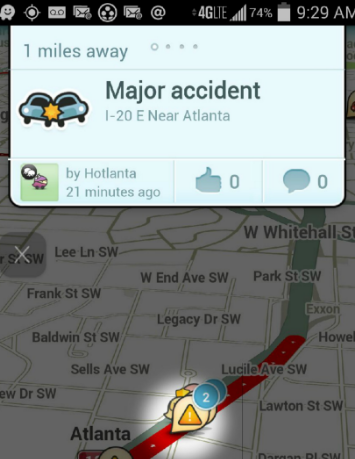 4G LTE 74% 9:29 AM
1 miles away
Major accident
I-20 E Near Atlanta
by Hotlanta
21 minutes ago
0
0
W Whitehall St
Lee Ln SW
W End Ave SW
Park St SW
Frank St SW
Exxon
Legacy Dr SW
Baldwin St SW
Howel
Sells Ave SW
Lucile Ave SW
ew Dr SW
2
Lawton St SW
Atlanta
Dargan Pl SW